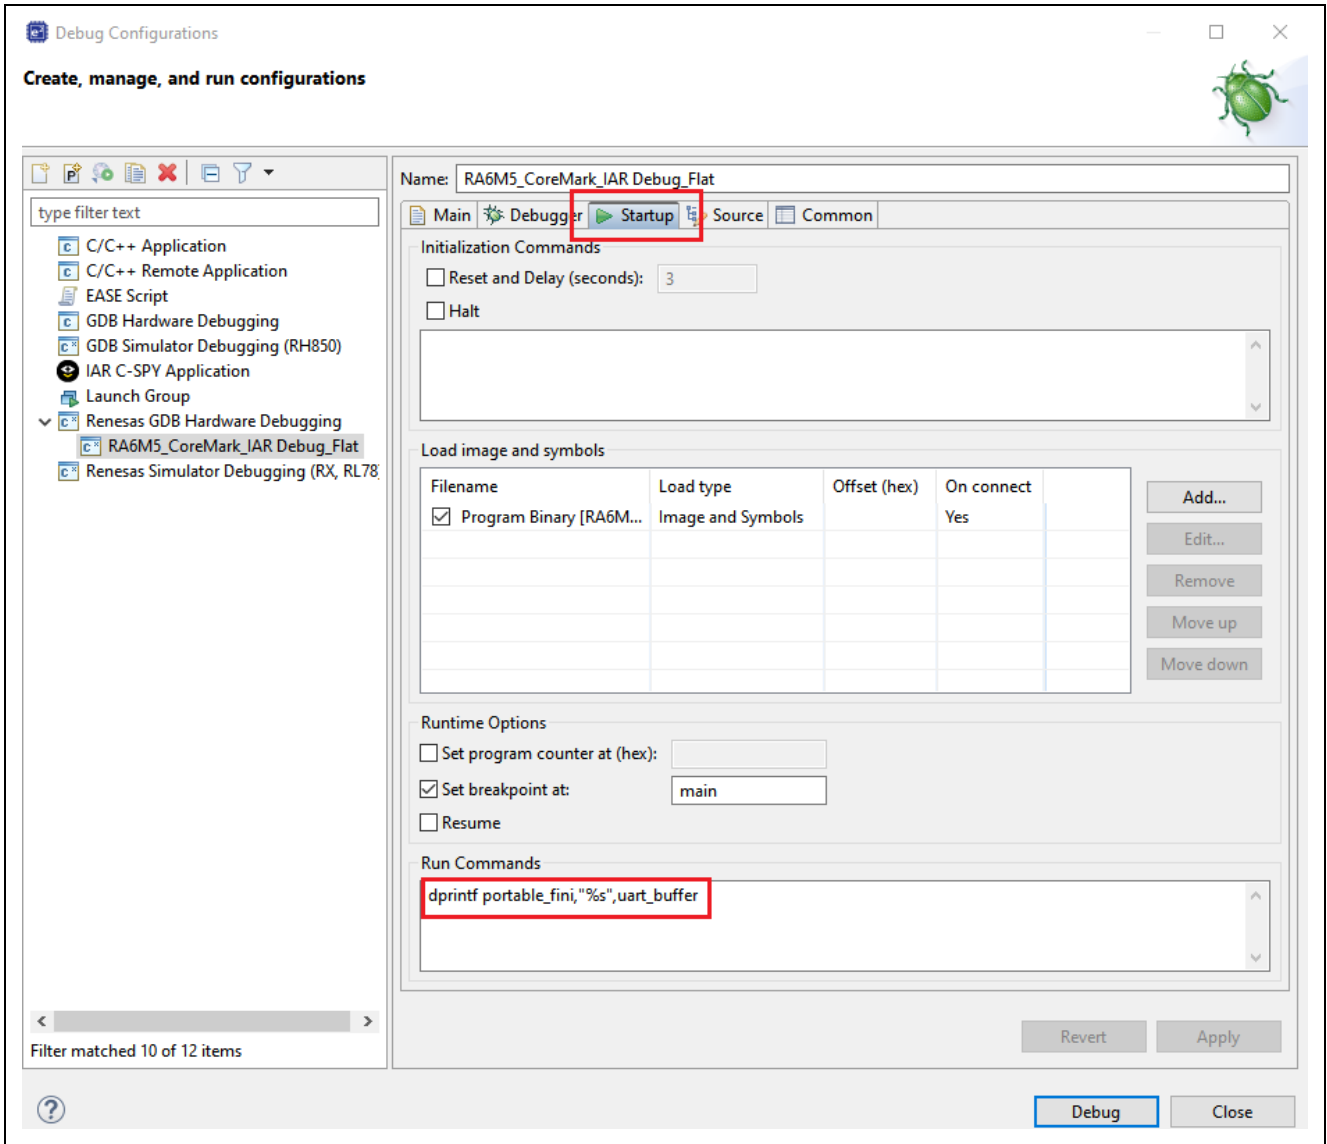 Debug Configurations
Create, manage, and run configurations
type filter text
C/C++ Application
C/C++ Remote Application
EASE Script
GDB Hardware Debugging
GDB Simulator Debugging (RH850)
IAR C-SPY Application
Launch Group
Renesas GDB Hardware Debugging
RA6M5_CoreMark_IAR Debug_Flat
Renesas Simulator Debugging (RX, RL78
Filter matched 10 of 12 items
Name: RA6M5_CoreMark_IAR Debug_Flat
Main Debugger Startup Source Common
Initialization Commands
Reset and Delay (seconds): 3
Halt
Load image and symbols
Filename Load type Offset (hex) On connect
Program Binary [RA6M... Image and Symbols Yes
Add...
Edit...
Remove
Move up
Move down
Runtime Options
Set program counter at (hex):
Set breakpoint at: main
Resume
Run Commands
dprintf portable_fini,"%s",uart_buffer
Revert Apply
Debug Close